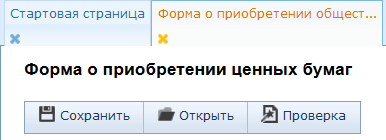 Стартовая страница Форма о приобретении общест...
Форма о приобретении ценных бумаг
Сохранить Открыть Проверка